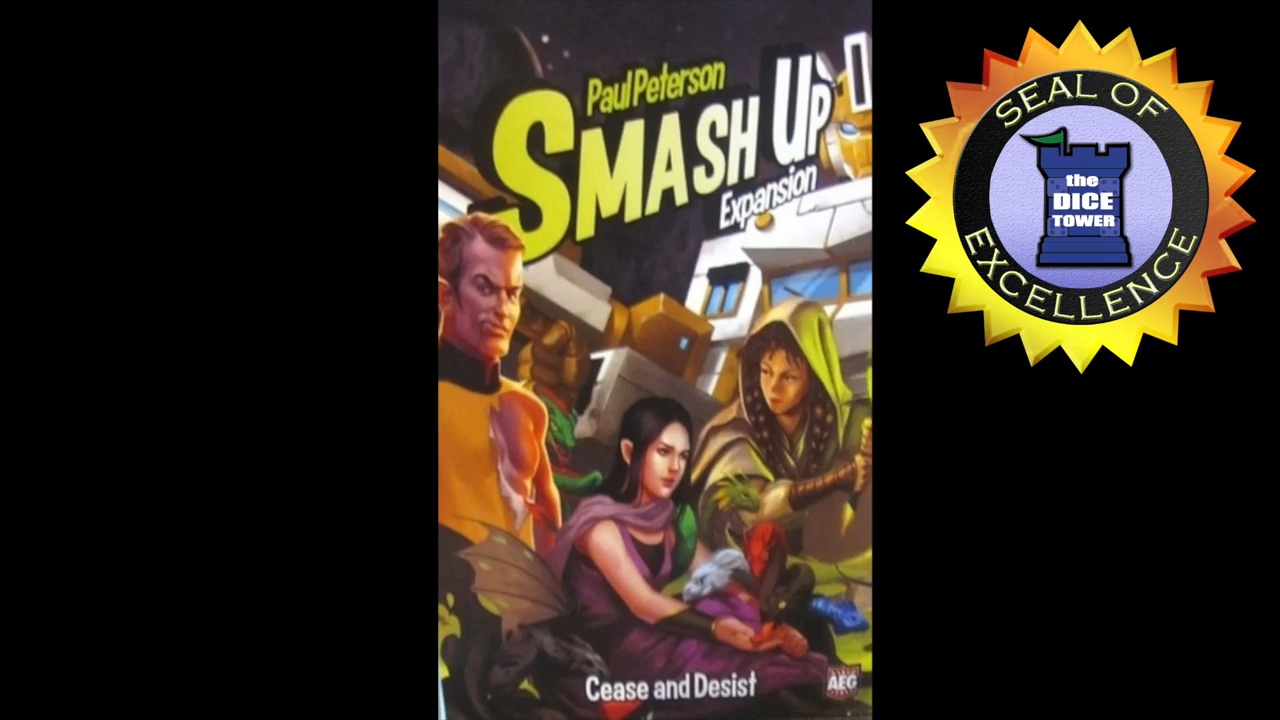 Paul Peterson
SMASH UP
Expansion
Cease and Desist
AEG
SEAL OF
the
DICE
TOWER
EXCELLENCE